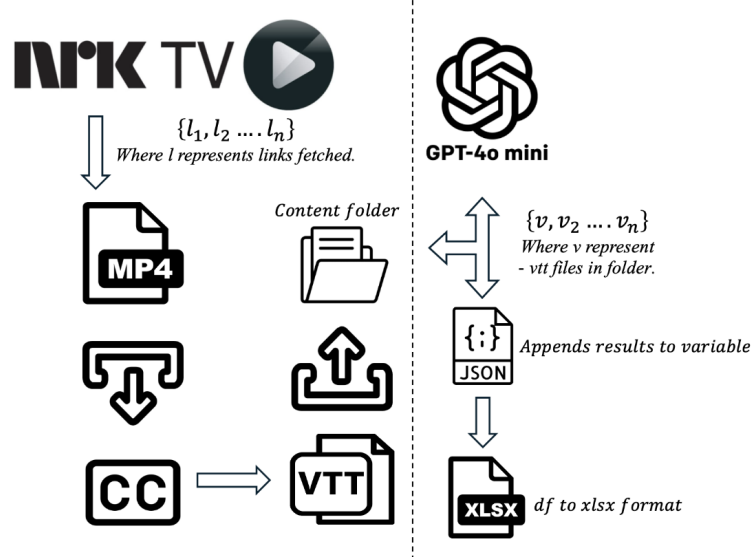 nrk TV
{l₁, l₂ .... lₙ}
Where l represents links fetched.
MP4
Content folder
CC
VTT
GPT-4o mini
{v, v₂ .... vₙ}
Where v represent
- vtt files in folder.
{;}
JSON
Appends results to variable
XLSX
df to xlsx format